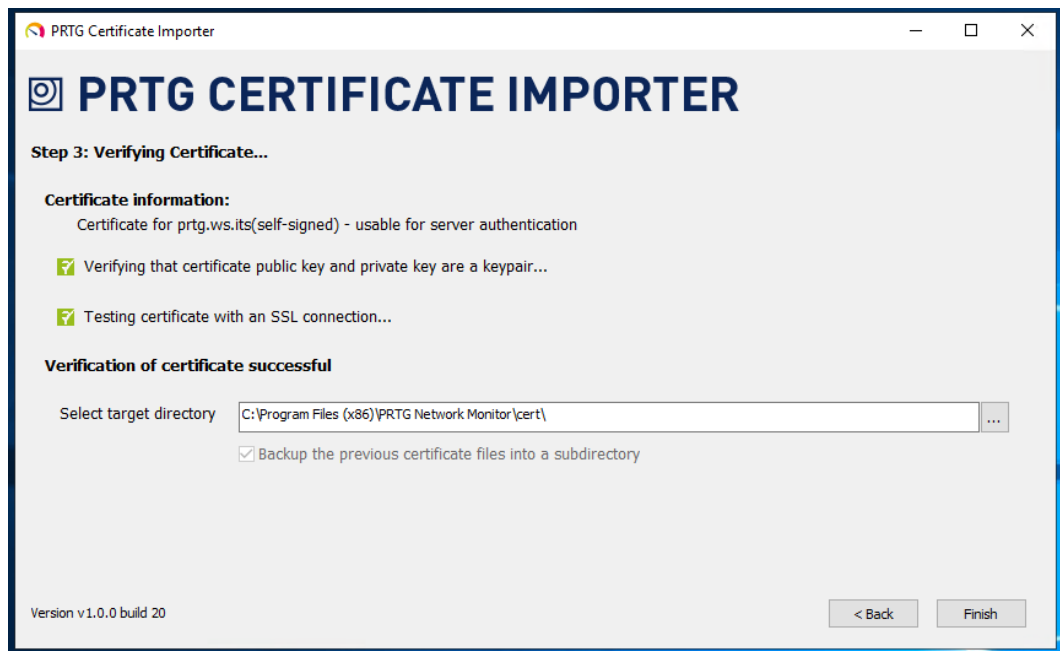 PRTG Certificate Importer
PRTG CERTIFICATE IMPORTER
Step 3: Verifying Certificate...
Certificate information:
Certificate for prtg.ws.its(self-signed) - usable for server authentication
Verifying that certificate public key and private key are a keypair...
Testing certificate with an SSL connection...
Verification of certificate successful
Select target directory C:\Program Files (x86)\PRTG Network Monitor\cert\ ...
Backup the previous certificate files into a subdirectory
Version v1.0.0 build 20 < Back Finish